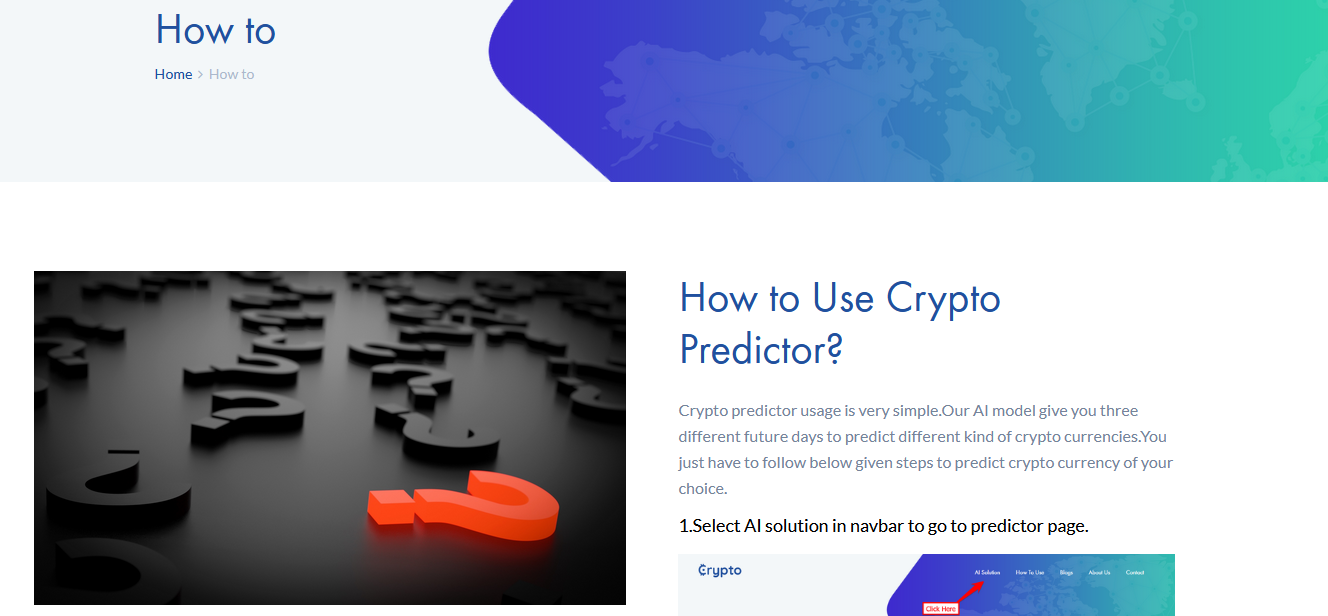 How to
Home > How to
How to Use Crypto
Predictor?
Crypto predictor usage is very simple.Our AI model give you three
different future days to predict different kind of crypto currencies.You
just have to follow below given steps to predict crypto currency of your
choice.
1.Select AI solution in navbar to go to predictor page.
Crypto
AI Solution How To Use Blogs About Us Contact
Click Here